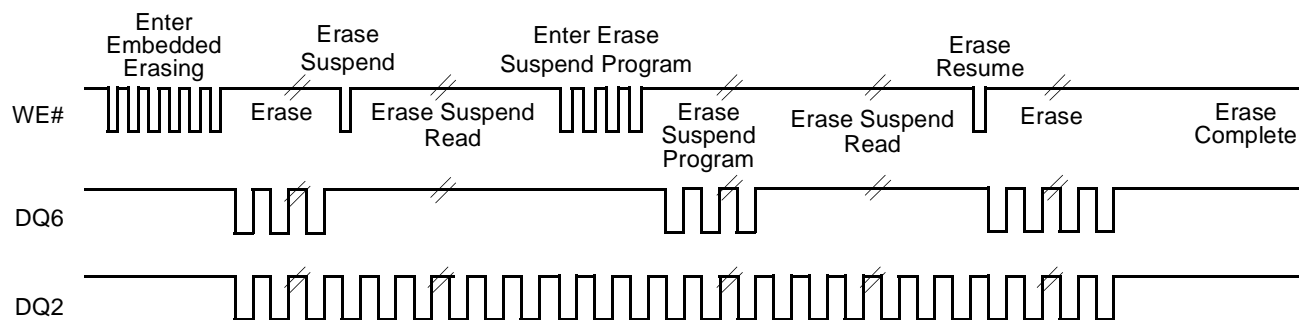 Enter
Embedded
Erasing
Erase
Suspend
Enter Erase
Suspend Program
Erase
Resume
WE#
Erase
Erase Suspend
Read
Erase
Suspend
Program
Erase Suspend
Read
Erase
Erase
Complete
DQ6
DQ2